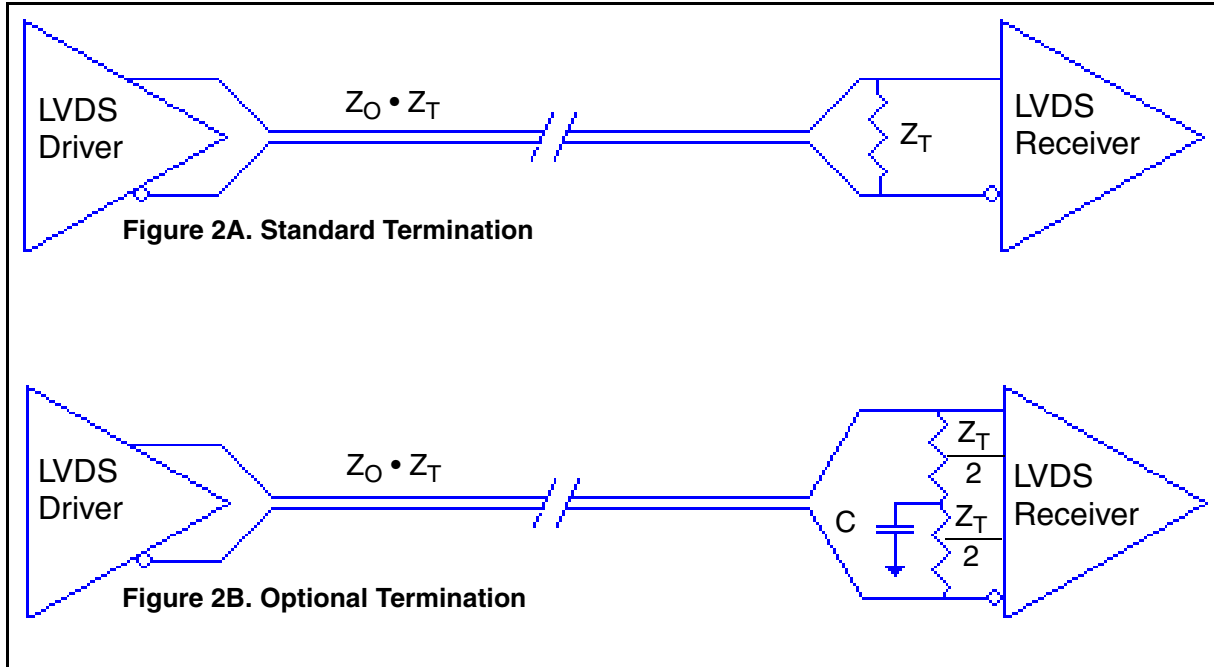 LVDS
Driver
Z_O • Z_T
Z_T
LVDS
Receiver
Figure 2A. Standard Termination
LVDS
Driver
Z_O • Z_T
C
Z_T
2
Z_T
2
LVDS
Receiver
Figure 2B. Optional Termination